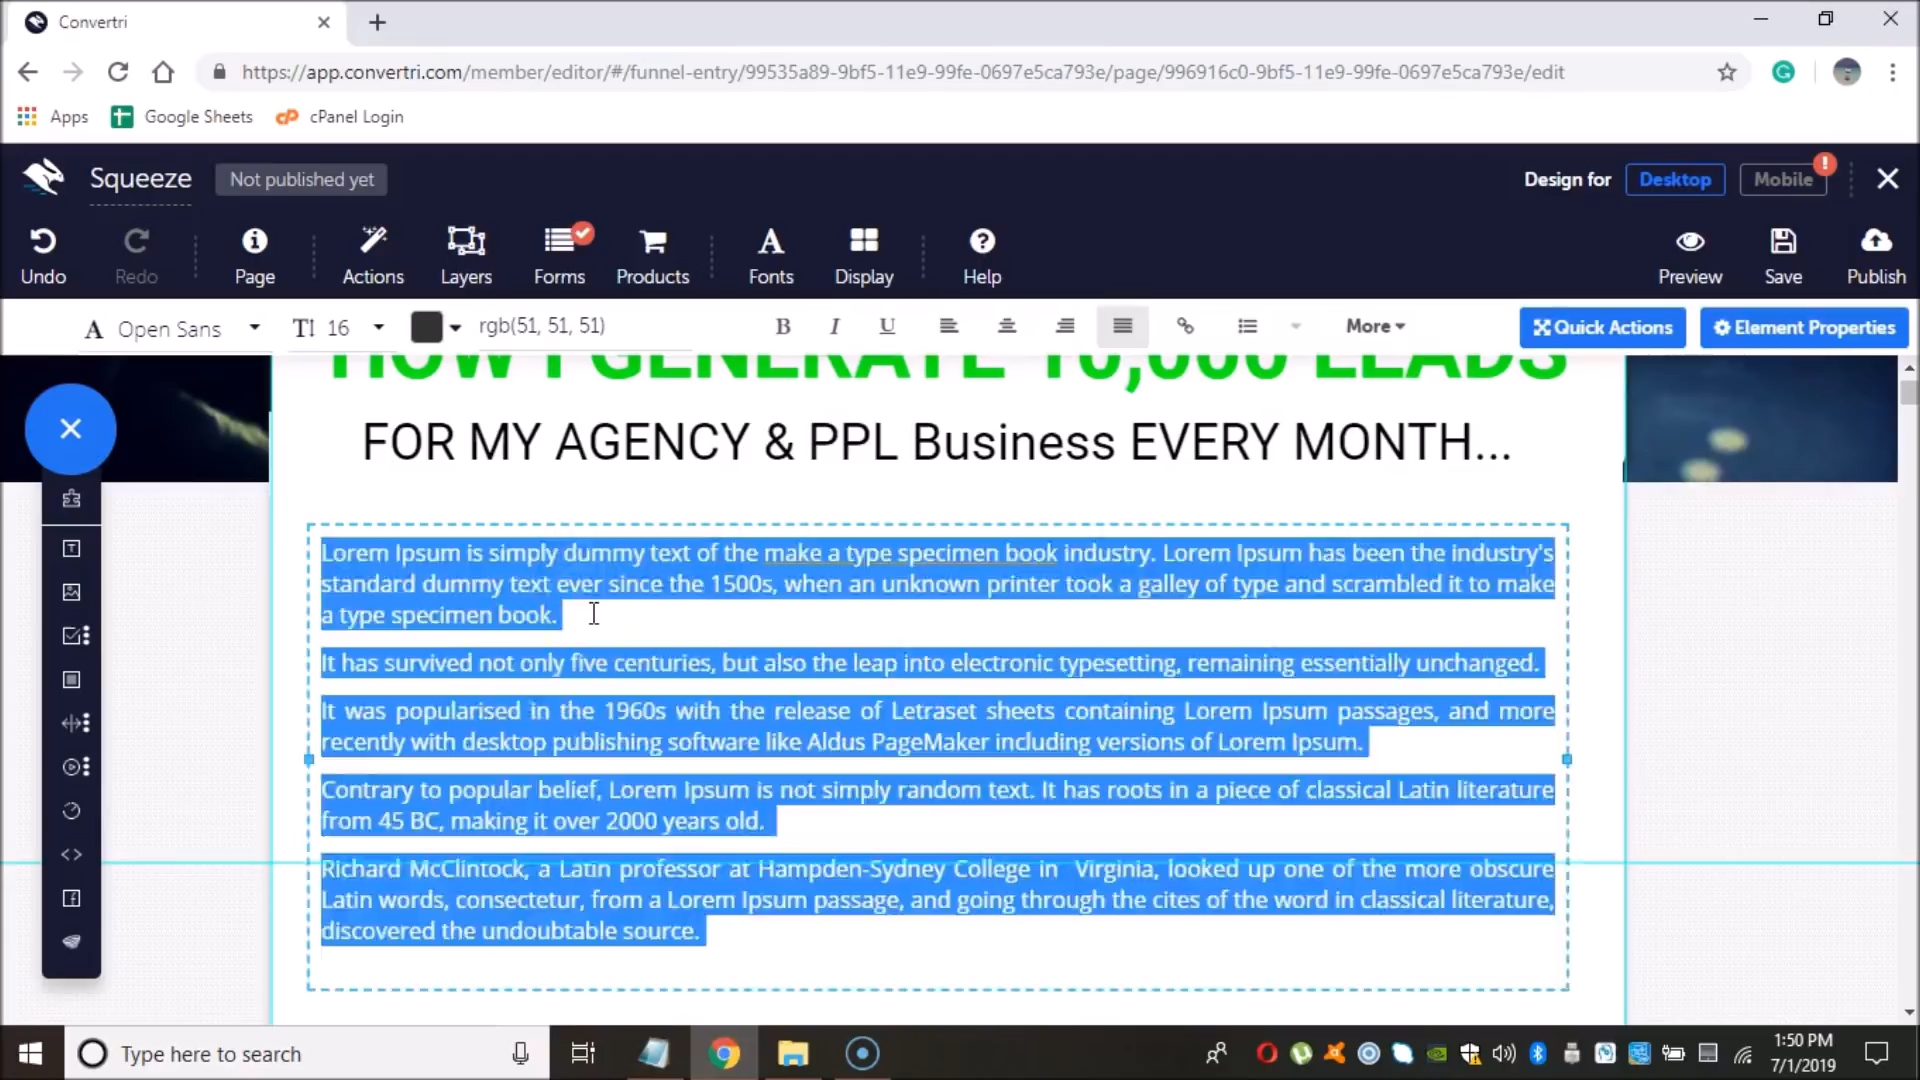 Convertri
https://app.convertri.com/member/editor/#/funnel-entry/99535a89-9bf5-11e9-99fe-0697e5ca793e/page/996916c0-9bf5-11e9-99fe-0697e5ca793e/edit
Apps Google Sheets cPanel Login
Squeeze Not published yet Design for Desktop Mobile !
Undo Redo Page Actions Layers Forms Products Fonts Display Help Preview Save Publish
Open Sans 16 rgb(51, 51, 51) B I U More Quick Actions Element Properties
HOW I GENERATE 10,000 LEADS
FOR MY AGENCY & PPL Business EVERY MONTH...
Lorem Ipsum is simply dummy text of the make a type specimen book industry. Lorem Ipsum has been the industry's
standard dummy text ever since the 1500s, when an unknown printer took a galley of type and scrambled it to make
a type specimen book.
It has survived not only five centuries, but also the leap into electronic typesetting, remaining essentially unchanged.
It was popularised in the 1960s with the release of Letraset sheets containing Lorem Ipsum passages, and more
recently with desktop publishing software like Aldus PageMaker including versions of Lorem Ipsum.
Contrary to popular belief, Lorem Ipsum is not simply random text. It has roots in a piece of classical Latin literature
from 45 BC, making it over 2000 years old.
Richard McClintock, a Latin professor at Hampden-Sydney College in Virginia, looked up one of the more obscure
Latin words, consectetur, from a Lorem Ipsum passage, and going through the cites of the word in classical literature,
discovered the undoubtable source.
Type here to search
1:50 PM
7/1/2019